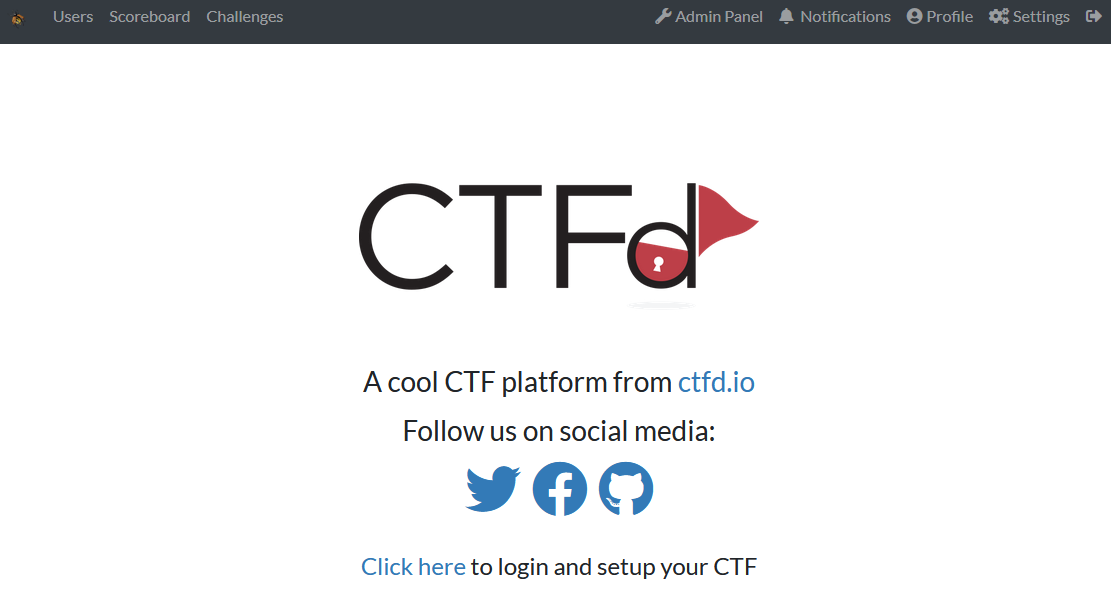 Users Scoreboard Challenges Admin Panel Notifications Profile Settings
CTFd
A cool CTF platform from ctfd.io
Follow us on social media:
Click here to login and setup your CTF